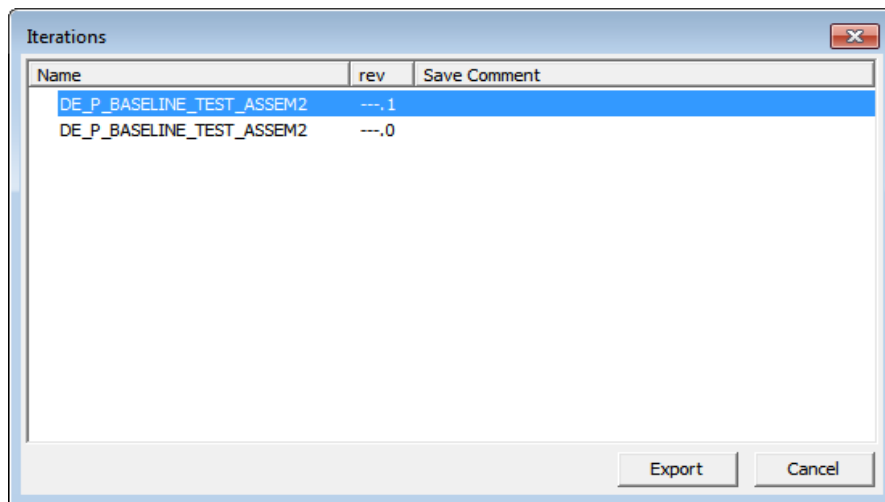 Iterations
Name rev Save Comment
DE_P_BASELINE_TEST_ASSEM2 ---.1
DE_P_BASELINE_TEST_ASSEM2 ---.0
Export Cancel